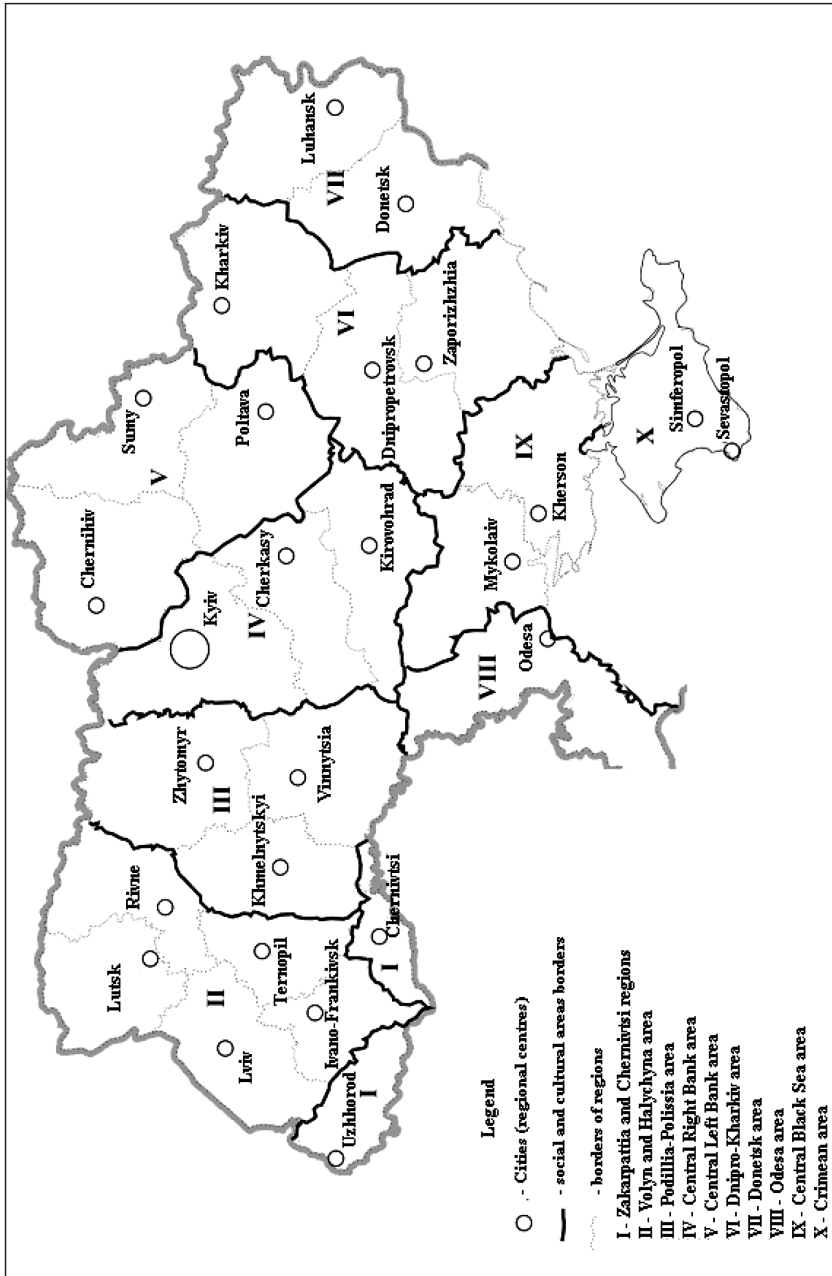 Chernihiv
Sumy
Lutsk
Rivne
Zhytomyr
Kyiv
V
Kharkiv
Poltava
Lviv
II
Ternopil
III
Khmelnytskyi
Vinnytsia
IV
Cherkasy
VI
VII
Luhansk
Donetsk
Uzhhorod
I
Ivano-Frankivsk
I
Chernivtsi
Kirovohrad
Dnipropetrovsk
Zaporizhzhia
VIII
Odesa
Mykolaiv
IX
Kherson
X
Simferopol
Sevastopol
Legend
- Cities (regional centres)
- social and cultural areas borders
- borders of regions
I - Zakarpattia and Chernivtsi regions
II - Volyn and Halychyna area
III - Podillia-Polissia area
IV - Central Right Bank area
V - Central Left Bank area
VI - Dnipro-Kharkiv area
VII - Donetsk area
VIII - Odesa area
IX - Central Black Sea area
X - Crimean area